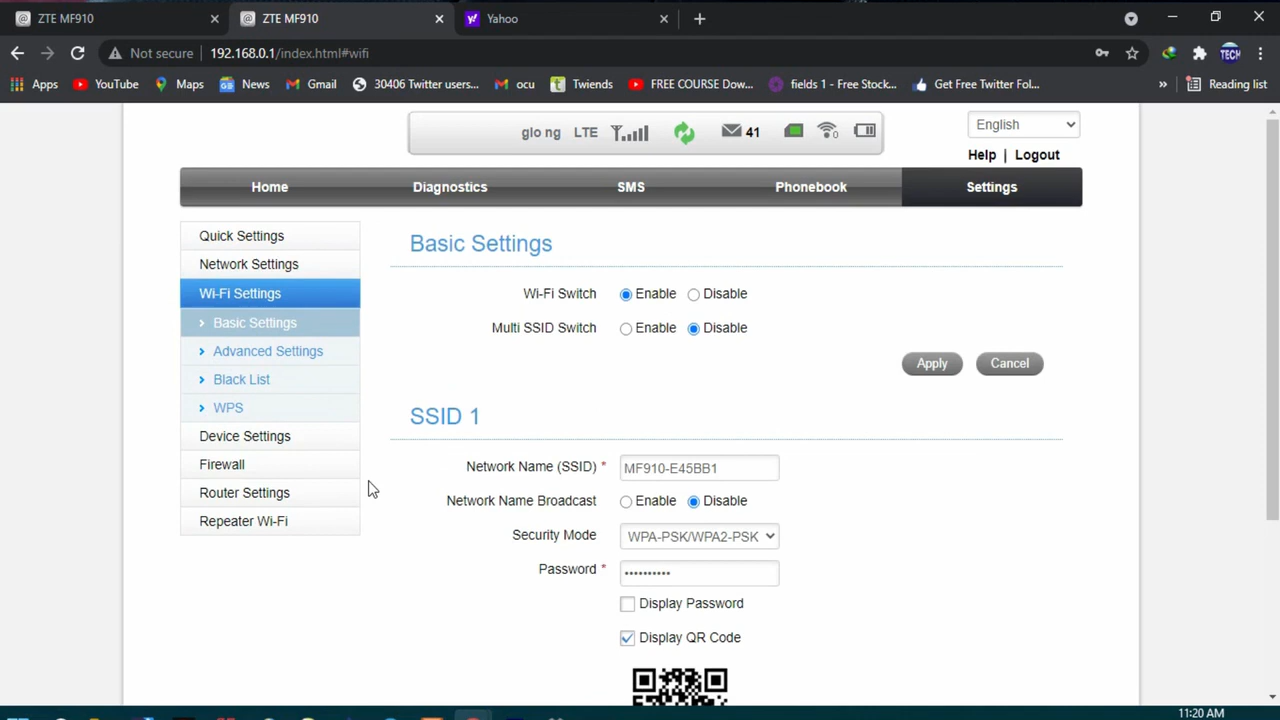 ZTE MF910
ZTE MF910
Yahoo
Not secure
192.168.0.1/index.html#wifi
TECH
Apps
YouTube
Maps
News
Gmail
30406 Twitter users...
ocu
Twiends
FREE COURSE Dow...
fields 1 - Free Stock...
Get Free Twitter Fol...
»
Reading list
glo ng LTE 41 0
English
Help | Logout
Home
Diagnostics
SMS
Phonebook
Settings
Quick Settings
Network Settings
Wi-Fi Settings
Basic Settings
Advanced Settings
Black List
WPS
Device Settings
Firewall
Router Settings
Repeater Wi-Fi
Basic Settings
Wi-Fi Switch Enable Disable
Multi SSID Switch Enable Disable
Apply Cancel
SSID 1
Network Name (SSID) * MF910-E45BB1
Network Name Broadcast Enable Disable
Security Mode WPA-PSK/WPA2-PSK
Password * ••••••••••
Display Password
Display QR Code
11:20 AM